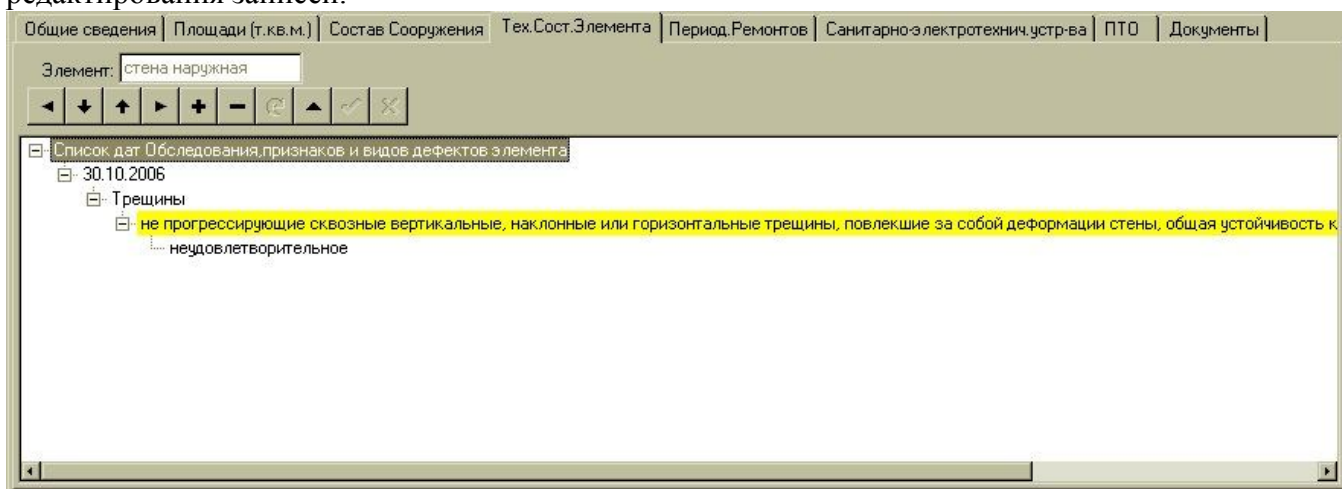 редактирования записей.
Общие сведения Площади (т.кв.м.) Состав Сооружения Тех.Сост.Элемента Период.Ремонтов Санитарно-электротехнич.устр-ва ПТО Документы
Элемент: стена наружная
Список дат Обследования,признаков и видов дефектов элемента
30.10.2006
Трещины
не прогрессирующие сквозные вертикальные, наклонные или горизонтальные трещины, повлекшие за собой деформации стены, общая устойчивость к
неудовлетворительное